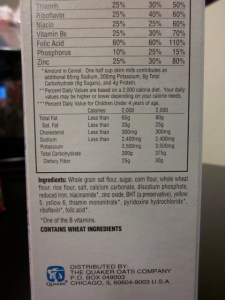 Thiamin 25% 30% 50%
Riboflavin 25% 40% 60%
Niacin 25% 25% 60%
Vitamin B6 25% 30% 70%
Folic Acid 60% 60% 110%
Phosphorus 10% 25% 15%
Zinc 25% 30% 80%
*Amount in Cereal. One half cup skim milk contributes an
additional 65mg Sodium, 200mg Potassium, 6g Total
Carbohydrate (6g Sugars), and 4g Protein.
**Percent Daily Values are based on a 2,000 calorie diet. Your daily
values may be higher or lower depending on your calorie needs.
Percent Daily Value for Children Under 4 years of age.
Calories 2,000 2,500
Total Fat Less than 65g 80g
Sat. Fat Less than 20g 25g
Cholesterol Less than 300mg 300mg
Sodium Less than 2,400mg 2,400mg
Potassium 3,500mg 3,500mg
Total Carbohydrate 300g 375g
Dietary Fiber 25g 30g
Ingredients: Whole grain oat flour, sugar, corn flour, whole wheat
flour, rice flour, salt, calcium carbonate, disodium phosphate,
reduced iron, niacinamide*, zinc oxide, BHT (a preservative), yellow
5, yellow 6, thiamin mononitrate*, pyridoxine hydrochloride*,
riboflavin*, folic acid*.
*One of the B vitamins.
CONTAINS WHEAT INGREDIENTS
QUAKER
DISTRIBUTED BY
THE QUAKER OATS COMPANY
P.O. BOX 049003
CHICAGO, IL 60604-9003 U.S.A.